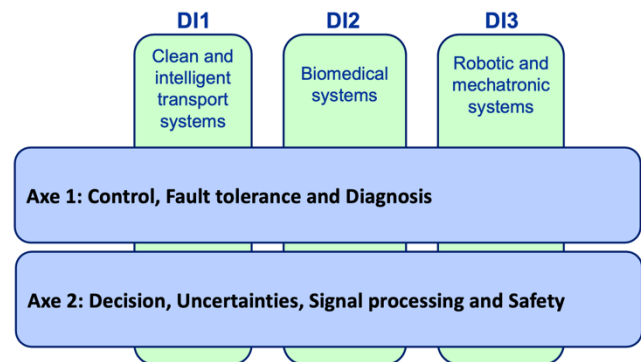 DI1 DI2 DI3
Clean and
intelligent
transport
systems
Biomedical
systems
Robotic and
mechatronic
systems
Axe 1: Control, Fault tolerance and Diagnosis
Axe 2: Decision, Uncertainties, Signal processing and Safety